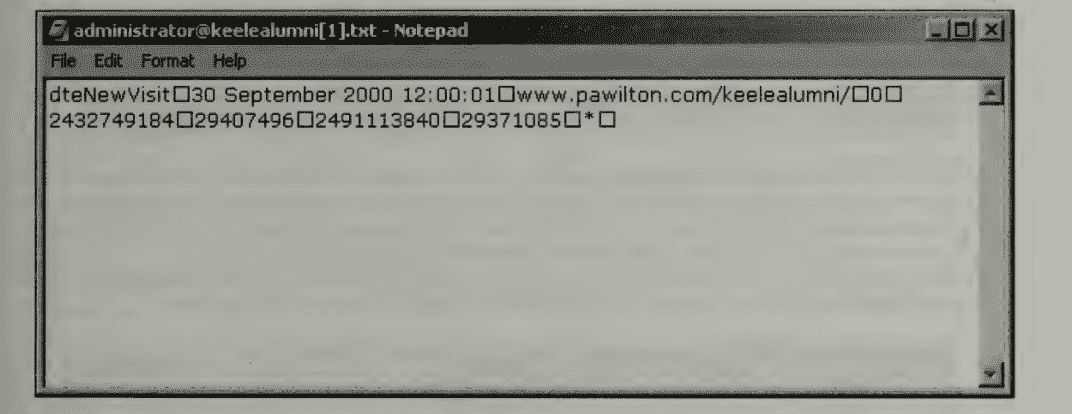 administrator@keelealumni[1].txt - Notepad
File Edit Format Help
dteNewVisit□30 September 2000 12:00:01□www.pawilton.com/keelealumni/□0□
2432749184□29407496□2491113840□29371085□*□